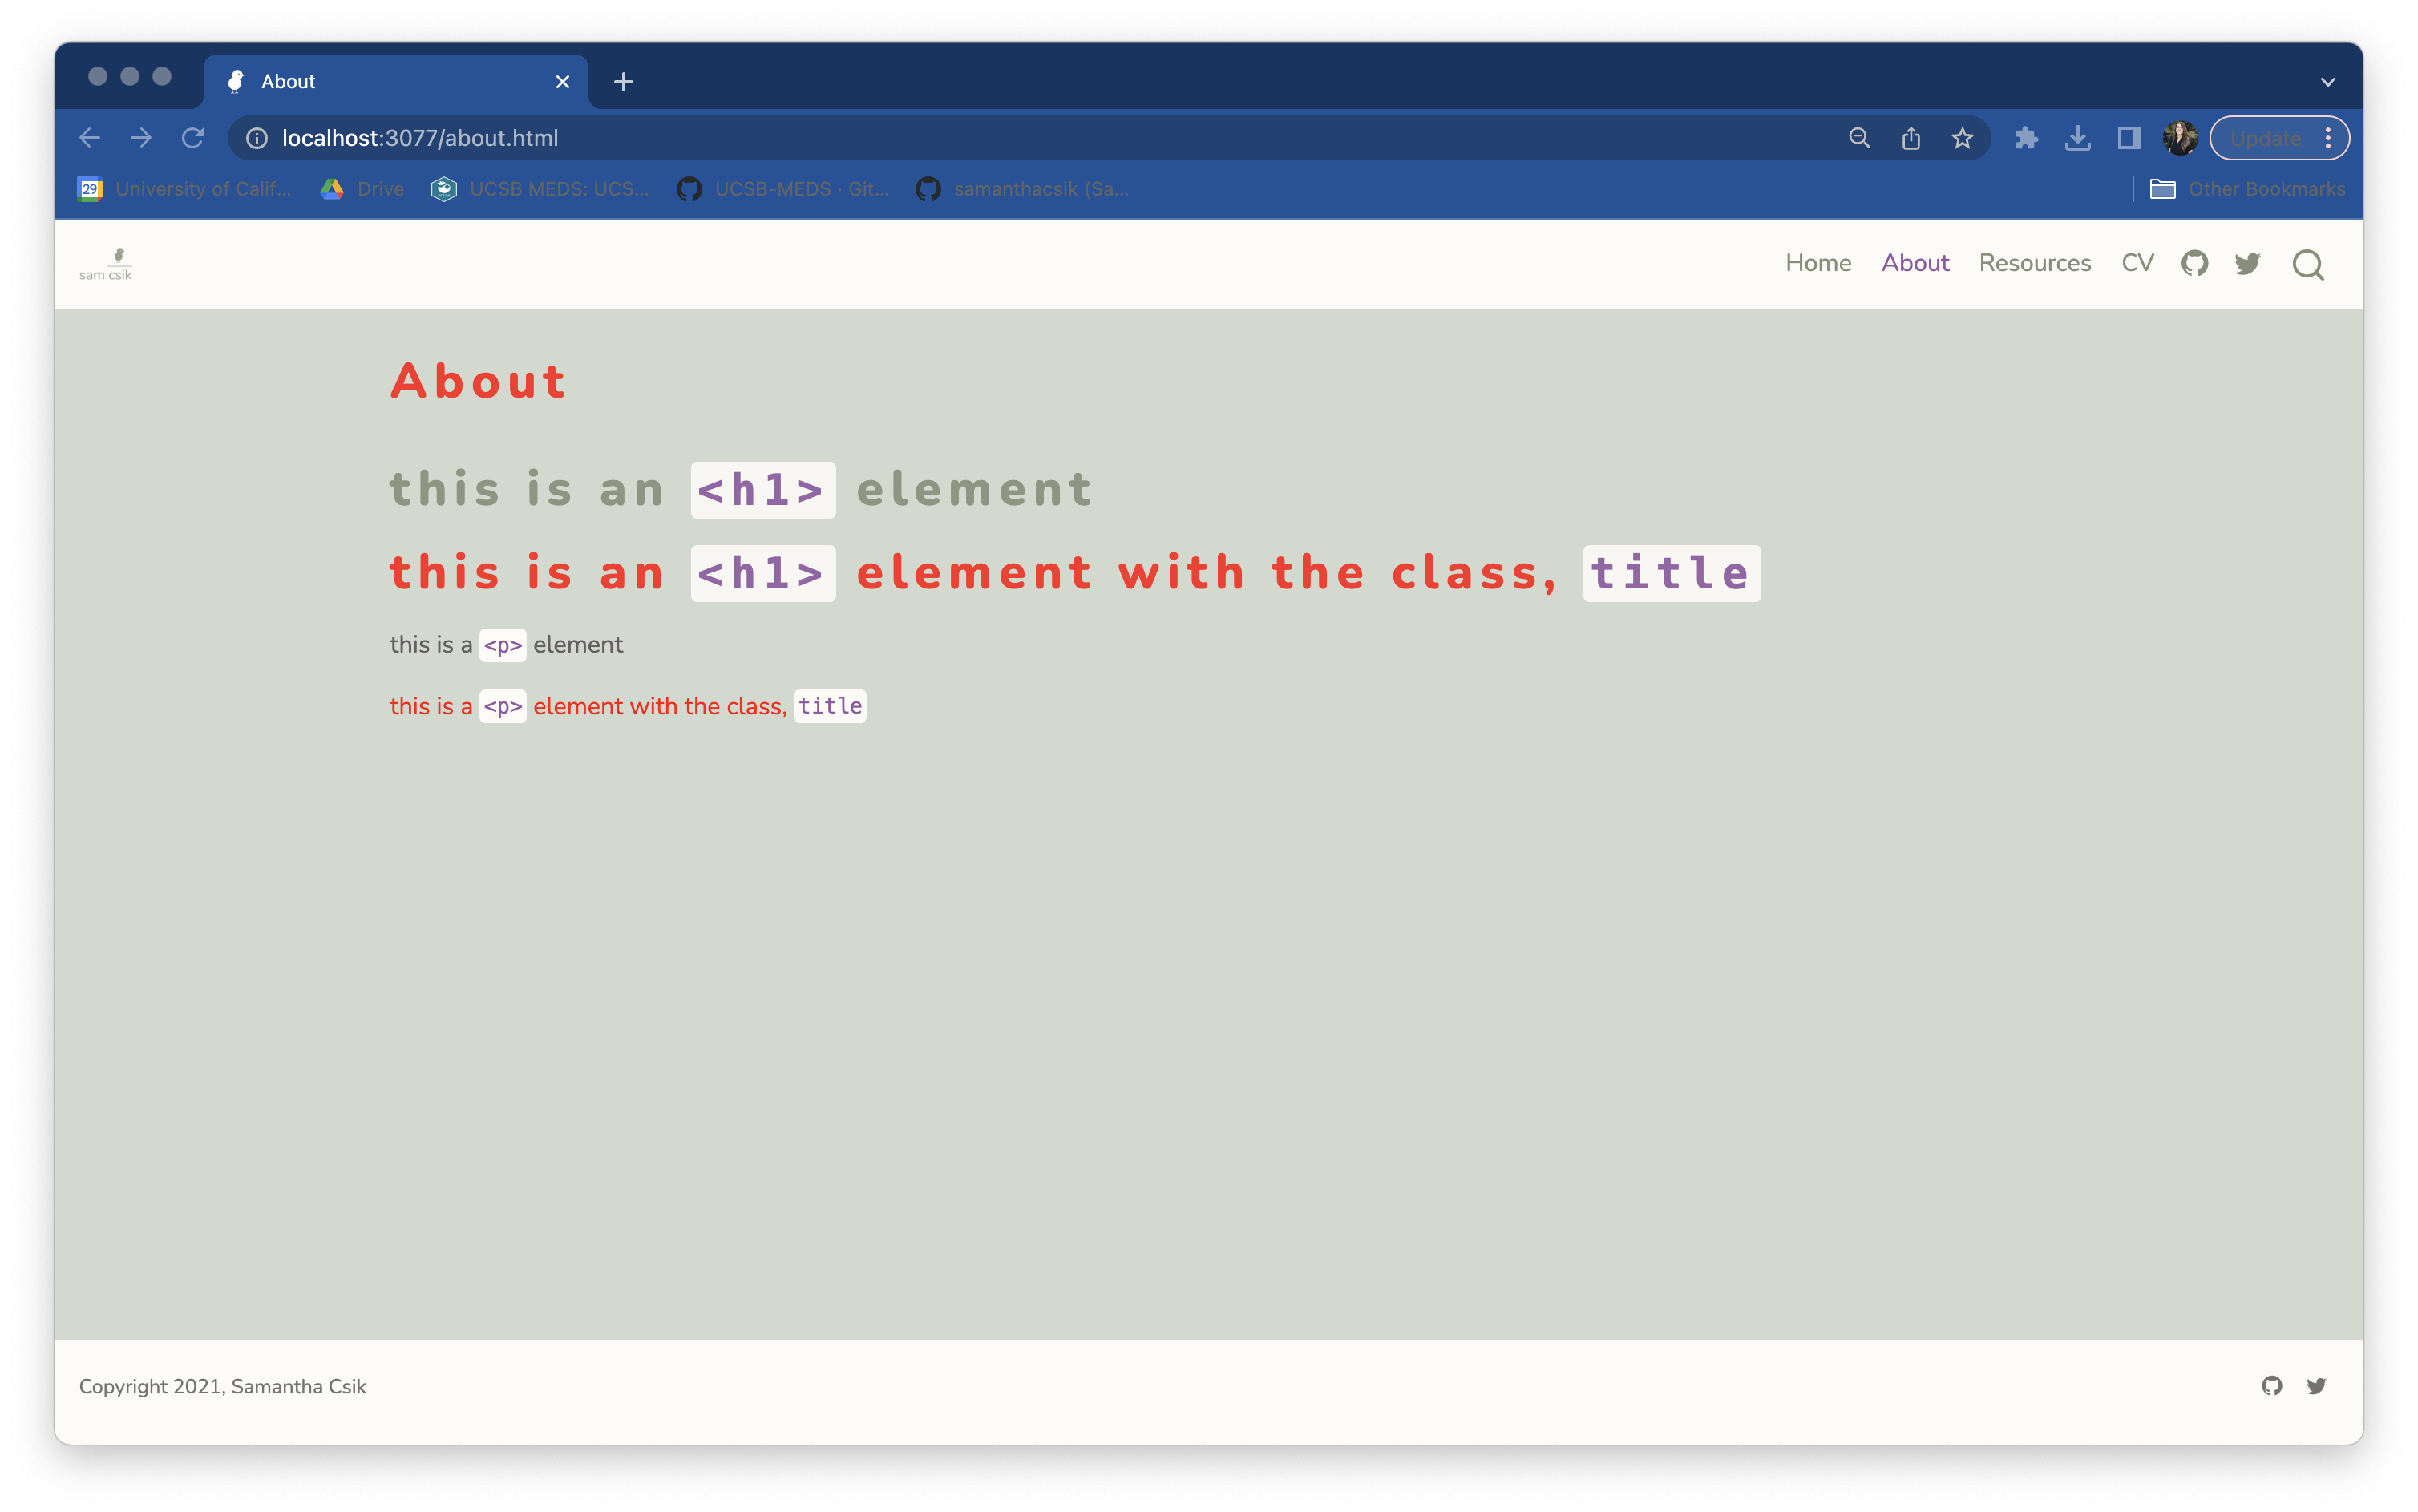 About
localhost:3077/about.html
Update
29 University of Calif... Drive UCSB MEDS: UCS... UCSB-MEDS · Git... samanthacsik (Sa... Other Bookmarks
sam csik
Home About Resources CV
About
this is an <h1> element
this is an <h1> element with the class, title
this is a <p> element
this is a <p> element with the class, title
Copyright 2021, Samantha Csik